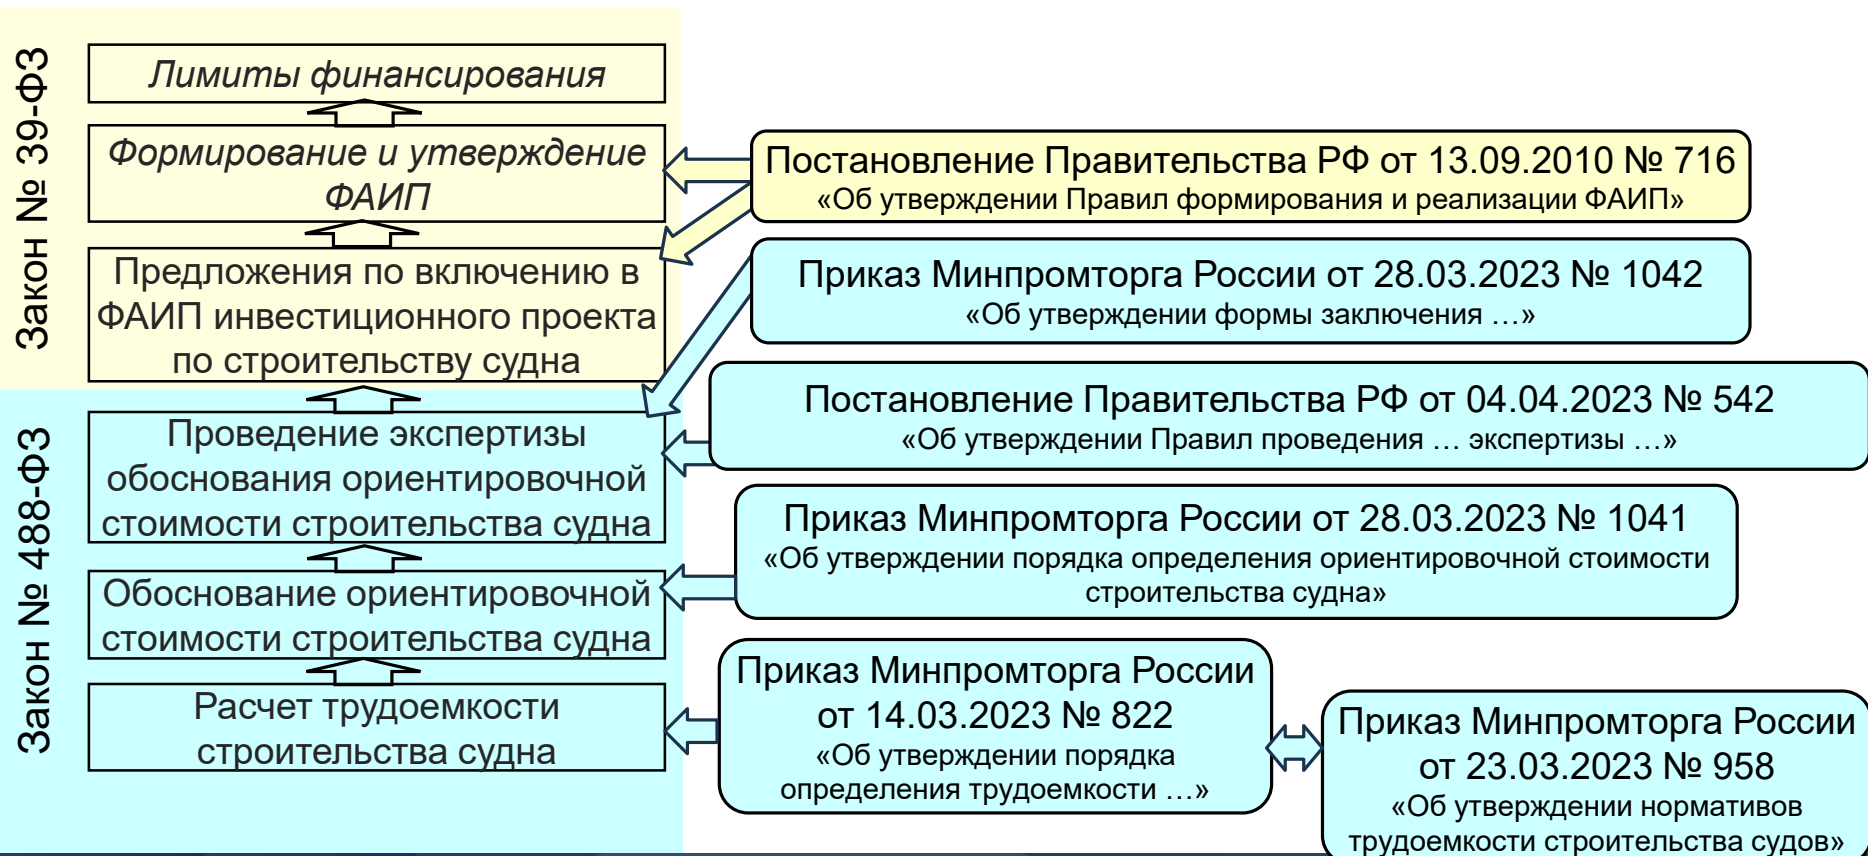 Закон № 39-ФЗ
Лимиты финансирования
Формирование и утверждение
ФАИП
Предложения по включению в
ФАИП инвестиционного проекта
по строительству судна
Закон № 488-ФЗ
Проведение экспертизы
обоснования ориентировочной
стоимости строительства судна
Обоснование ориентировочной
стоимости строительства судна
Расчет трудоемкости
строительства судна
Постановление Правительства РФ от 13.09.2010 № 716
«Об утверждении Правил формирования и реализации ФАИП»
Приказ Минпромторга России от 28.03.2023 № 1042
«Об утверждении формы заключения …»
Постановление Правительства РФ от 04.04.2023 № 542
«Об утверждении Правил проведения … экспертизы …»
Приказ Минпромторга России от 28.03.2023 № 1041
«Об утверждении порядка определения ориентировочной стоимости
строительства судна»
Приказ Минпромторга России
от 14.03.2023 № 822
«Об утверждении порядка
определения трудоемкости …»
Приказ Минпромторга России
от 23.03.2023 № 958
«Об утверждении нормативов
трудоемкости строительства судов»